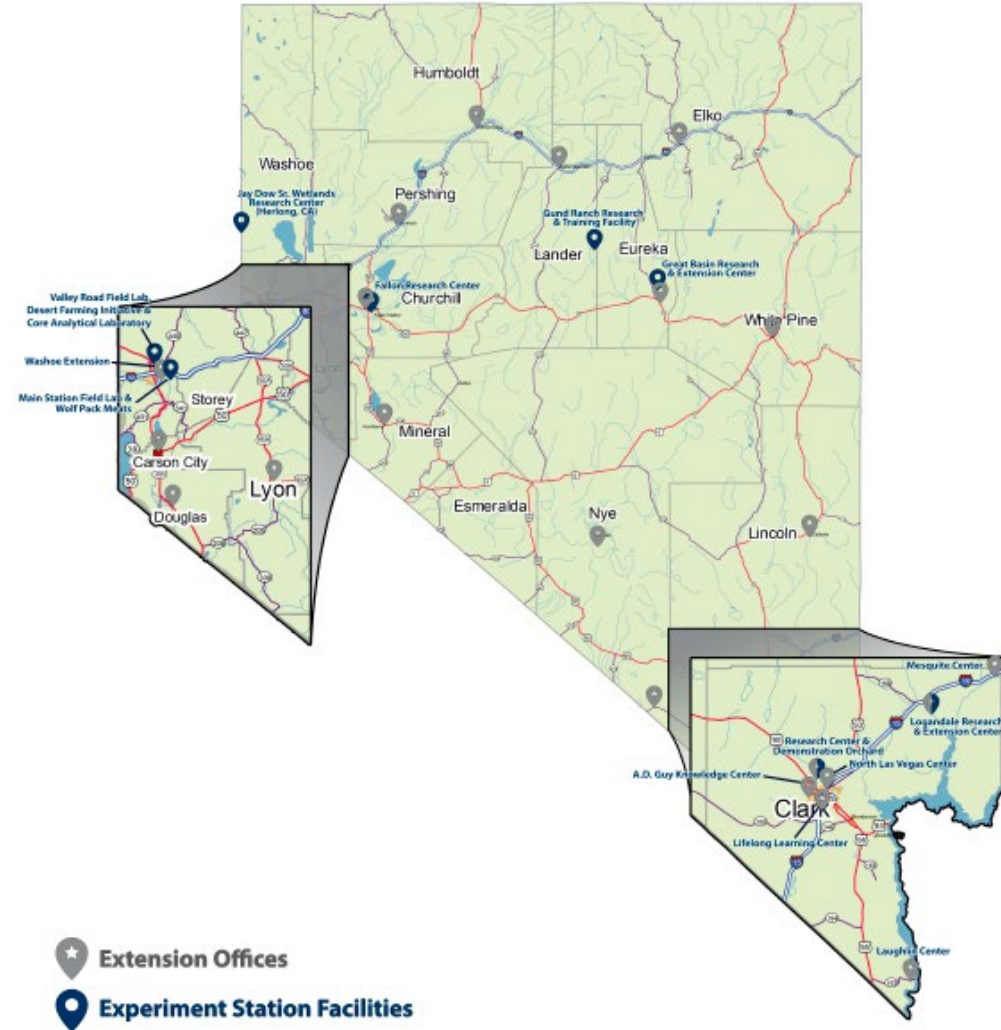 Humboldt
Elko
Washoe
Jay Dow Sr. Wetlands
Research Center
(Herlong, CA)
Pershing
Gund Ranch Research
& Training Facility
Lander
Eureka
Great Basin Research
& Extension Center
Fallon Research Center
Churchill
White Pine
Valley Road Field Lab,
Desert Farming Initiative &
Core Analytical Laboratory
Washoe Extension
Main Station Field Lab &
Wolf Pack Meats
Storey
Lyon
Carson City
Lyon
Douglas
Mineral
Esmeralda
Nye
Lincoln
Mesquite Center
Logandale Research
& Extension Center
Research Center &
Demonstration Orchard
North Las Vegas Center
A.D. Guy Knowledge Center
Clark
Lifelong Learning Center
Laughlin Center
Extension Offices
Experiment Station Facilities